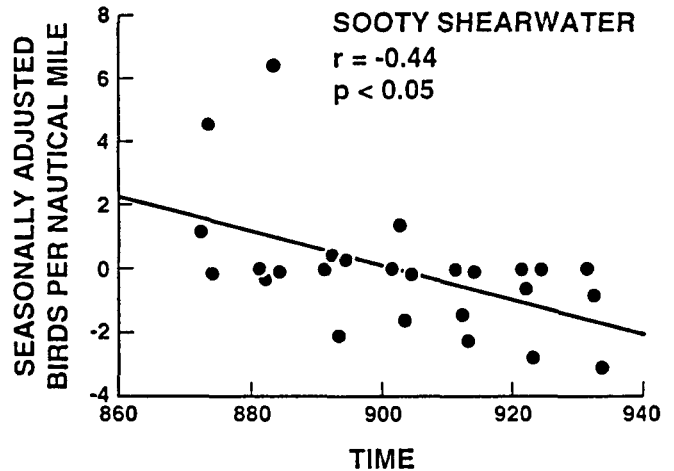 SOOTY SHEARWATER
r = -0.44
p < 0.05
SEASONALLY ADJUSTED
BIRDS PER NAUTICAL MILE
8
6
4
2
0
-2
-4
860
880
900
920
940
TIME